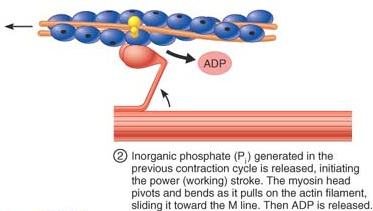 ADP
② Inorganic phosphate (Pᵢ) generated in the
previous contraction cycle is released, initiating
the power (working) stroke. The myosin head
pivots and bends as it pulls on the actin filament,
sliding it toward the M line. Then ADP is released.